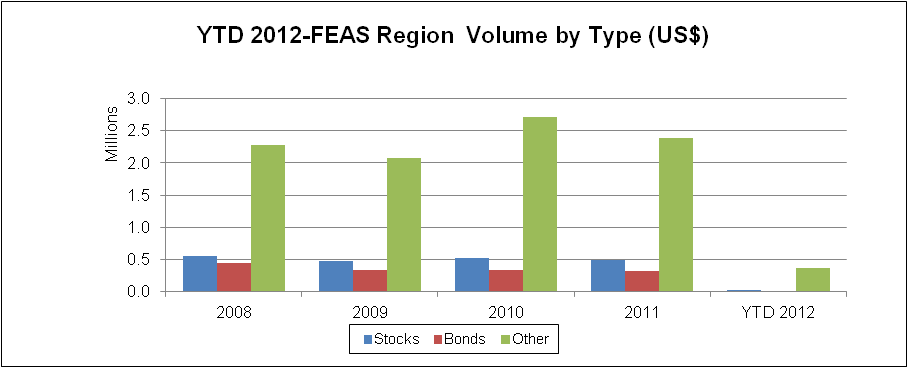 YTD 2012-FEAS Region  Volume by Type (US$)
Millions
3.0
2.5
2.0
1.5
1.0
0.5
0.0
2008 2009 2010 2011 YTD 2012
Stocks Bonds Other